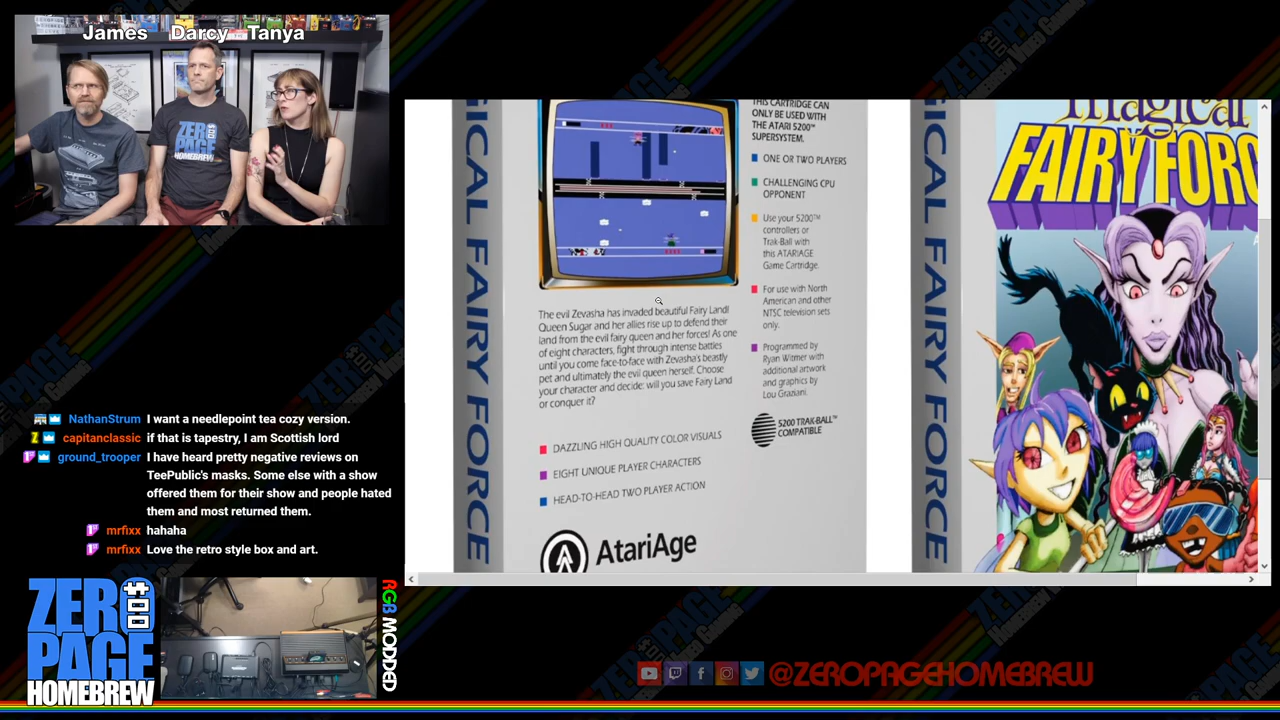 James Darcy Tanya
ZERO
PAGE
$00
HOMEBREW
NathanStrum I want a needlepoint tea cozy version.
capitanclassic if that is tapestry, I am Scottish lord
ground_trooper I have heard pretty negative reviews on
TeePublic's masks. Some else with a show
offered them for their show and people hated
them and most returned them.
mrfixx hahaha
mrfixx Love the retro style box and art.
ZERO
$00
PAGE
HOMEBREW
RGB MODDED
GICAL FAIRY FORCE
The evil Zevasha has invaded beautiful Fairy Land!
Queen Sugar and her allies rise up to defend their
land from the evil fairy queen and her forces! As one
of eight characters, fight through intense battles
until you come face-to-face with Zevasha's beastly
pet and ultimately the evil queen herself. Choose
your character and decide: will you save Fairy Land
or conquer it?
DAZZLING HIGH QUALITY COLOR VISUALS
EIGHT UNIQUE PLAYER CHARACTERS
HEAD-TO-HEAD TWO PLAYER ACTION
AtariAge
THIS CARTRIDGE CAN
ONLY BE USED WITH
THE ATARI 5200™
SUPERSYSTEM.
ONE OR TWO PLAYERS
CHALLENGING CPU
OPPONENT
Use your 5200™
controllers or
Trak-Ball with
this ATARIAGE
Game Cartridge.
For use with North
American and other
NTSC television sets
only.
Programmed by
Ryan Witmer with
additional artwork
and graphics by
Lou Graziani.
5200 TRAK-BALL™
COMPATIBLE
GICAL FAIRY FORCE
Magical
FAIRY FORC
@ZEROPAGEHOMEBREW